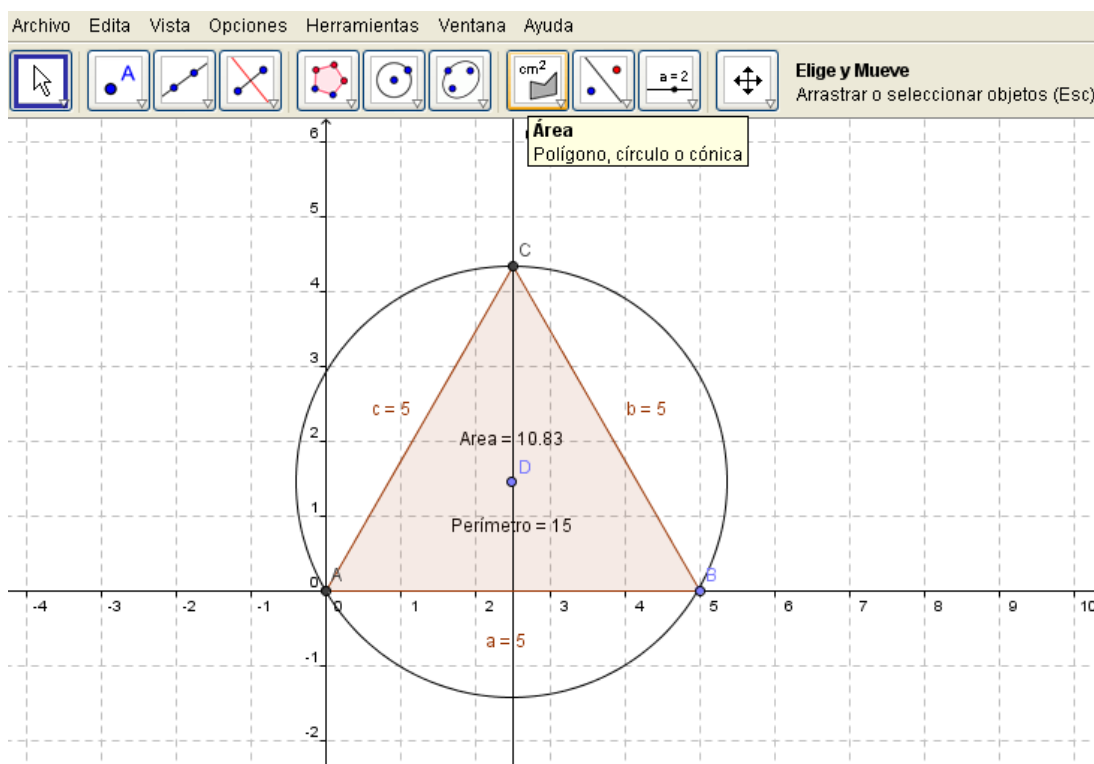 Archivo Edita Vista Opciones Herramientas Ventana Ayuda
A
cm²
a = 2
Elige y Mueve
Arrastrar o seleccionar objetos (Esc)
Área
Polígono, círculo o cónica
6
5
C
4
3
c = 5
b = 5
2
Area = 10.83
D
1
Perímetro = 15
0
A
B
-4 -3 -2 -1 0 1 2 3 4 5 6 7 8 9 10
a = 5
-1
-2